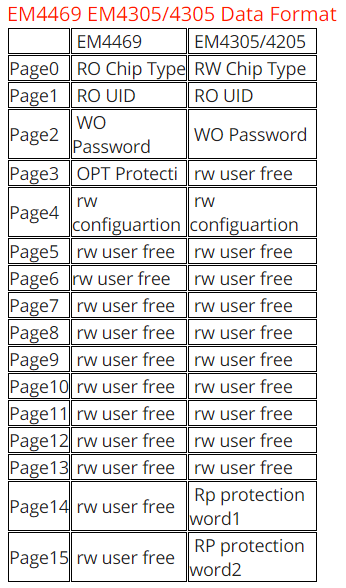 EM4469 EM4305/4305 Data Format
EM4469 EM4305/4205
Page0 RO Chip Type RW Chip Type
Page1 RO UID RO UID
Page2 WO Password WO Password
Page3 OPT Protecti rw user free
Page4 rw configuartion rw configuartion
Page5 rw user free rw user free
Page6 rw user free rw user free
Page7 rw user free rw user free
Page8 rw user free rw user free
Page9 rw user free rw user free
Page10 rw user free rw user free
Page11 rw user free rw user free
Page12 rw user free rw user free
Page13 rw user free rw user free
Page14 rw user free Rp protection word1
Page15 rw user free RP protection word2